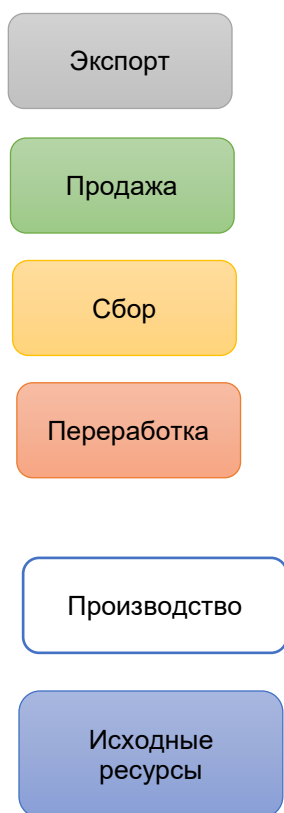 Экспорт
Продажа
Сбор
Переработка
Производство
Исходные
ресурсы